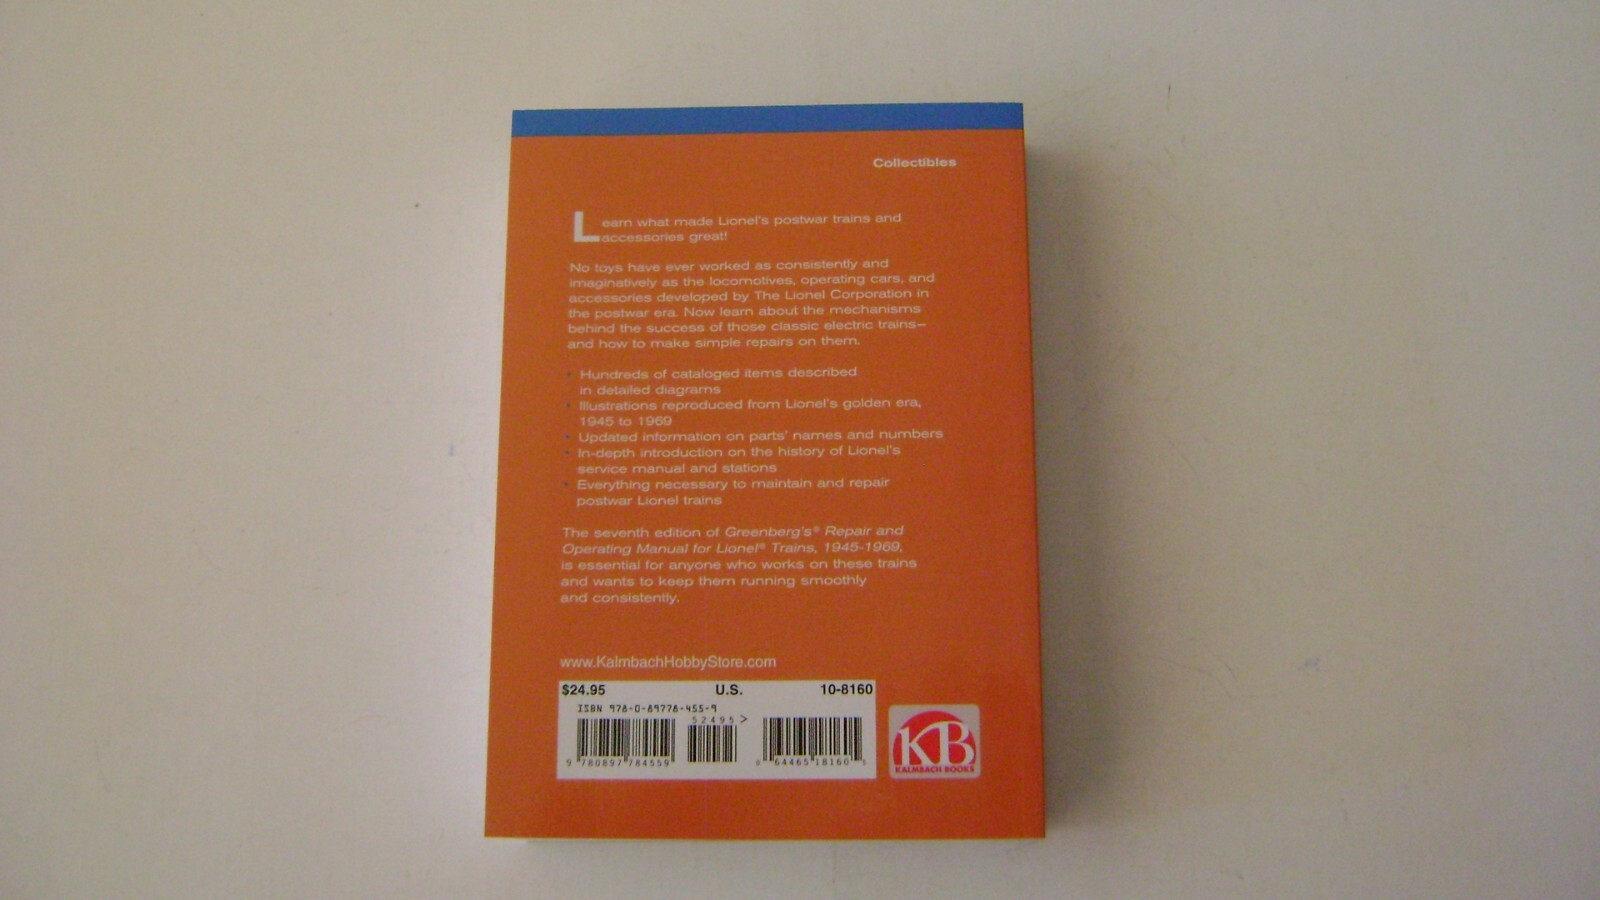 Collectibles
Learn what made Lionel's postwar trains and
accessories great!
No toys have ever worked as consistently and
imaginatively as the locomotives, operating cars, and
accessories developed by The Lionel Corporation in
the postwar era. Now learn about the mechanisms
behind the success of those classic electric trains–
and how to make simple repairs on them.
• Hundreds of cataloged items described
in detailed diagrams
• Illustrations reproduced from Lionel's golden era,
1945 to 1969
• Updated information on parts' names and numbers
• In-depth introduction on the history of Lionel's
service manual and stations
• Everything necessary to maintain and repair
postwar Lionel trains
The seventh edition of Greenberg's® Repair and
Operating Manual for Lionel® Trains, 1945-1969,
is essential for anyone who works on these trains
and wants to keep them running smoothly
and consistently.
www.KalmbachHobbyStore.com
$24.95 U.S. 10-8160
ISBN 978-0-89778-455-9
52495>
9 780897 784559
0 64465 18160 5
KB
KALMBACH BOOKS